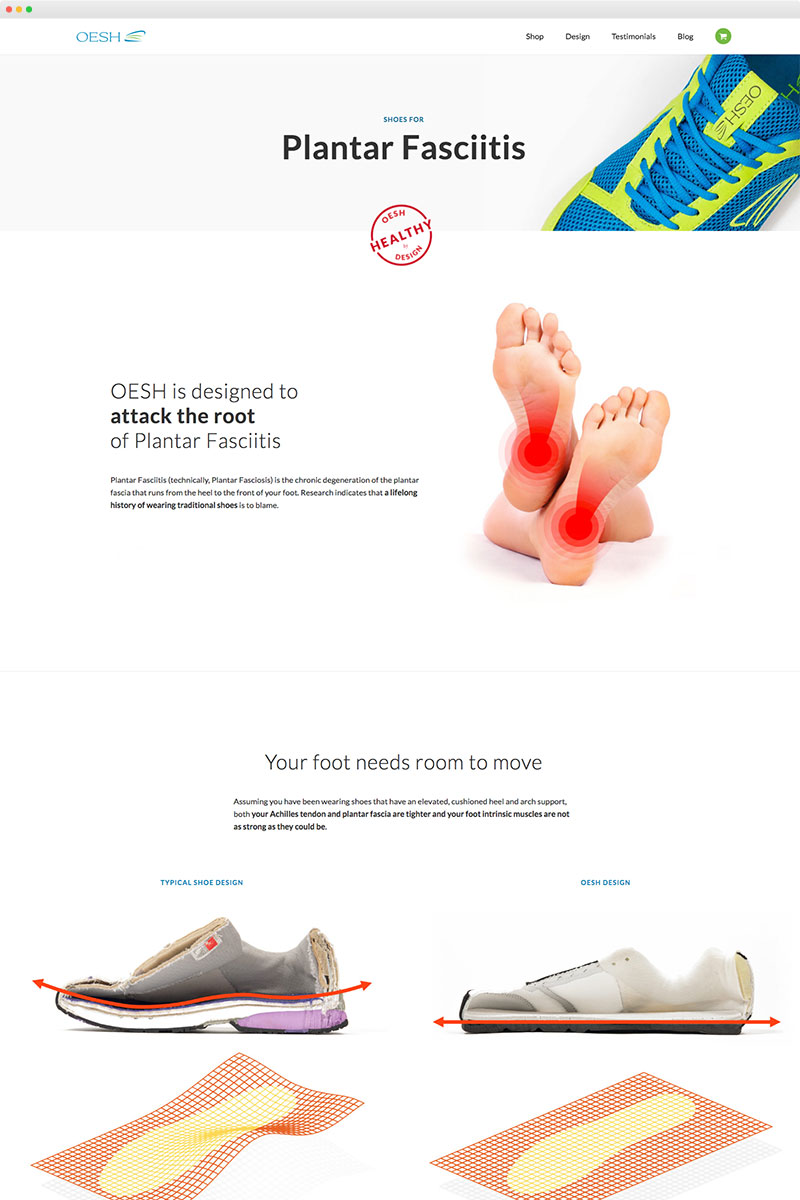 OESH
Shop Design Testimonials Blog
OESH
SHOES FOR
Plantar Fasciitis
OESH
HEALTHY
by
DESIGN
OESH is designed to
attack the root
of Plantar Fasciitis
Plantar Fasciitis (technically, Plantar Fasciosis) is the chronic degeneration of the plantar
fascia that runs from the heel to the front of your foot. Research indicates that a lifelong
history of wearing traditional shoes is to blame.
Your foot needs room to move
Assuming you have been wearing shoes that have an elevated, cushioned heel and arch support,
both your Achilles tendon and plantar fascia are tighter and your foot intrinsic muscles are not
as strong as they could be.
TYPICAL SHOE DESIGN
OESH DESIGN